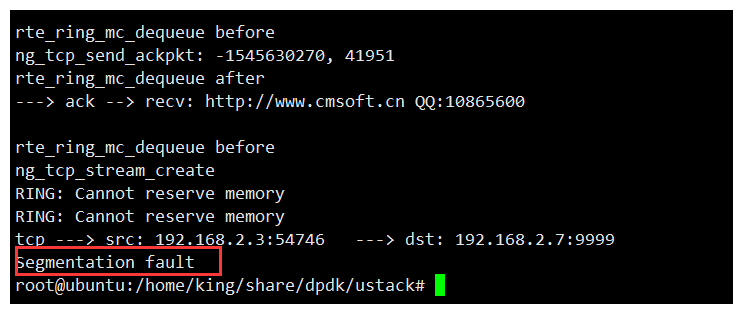 rte_ring_mc_dequeue before
ng_tcp_send_ackpkt: -1545630270, 41951
rte_ring_mc_dequeue after
---> ack --> recv: http://www.cmsoft.cn QQ:10865600
rte_ring_mc_dequeue before
ng_tcp_stream_create
RING: Cannot reserve memory
RING: Cannot reserve memory
tcp ---> src: 192.168.2.3:54746   ---> dst: 192.168.2.7:9999
Segmentation fault
root@ubuntu:/home/king/share/dpdk/ustack#